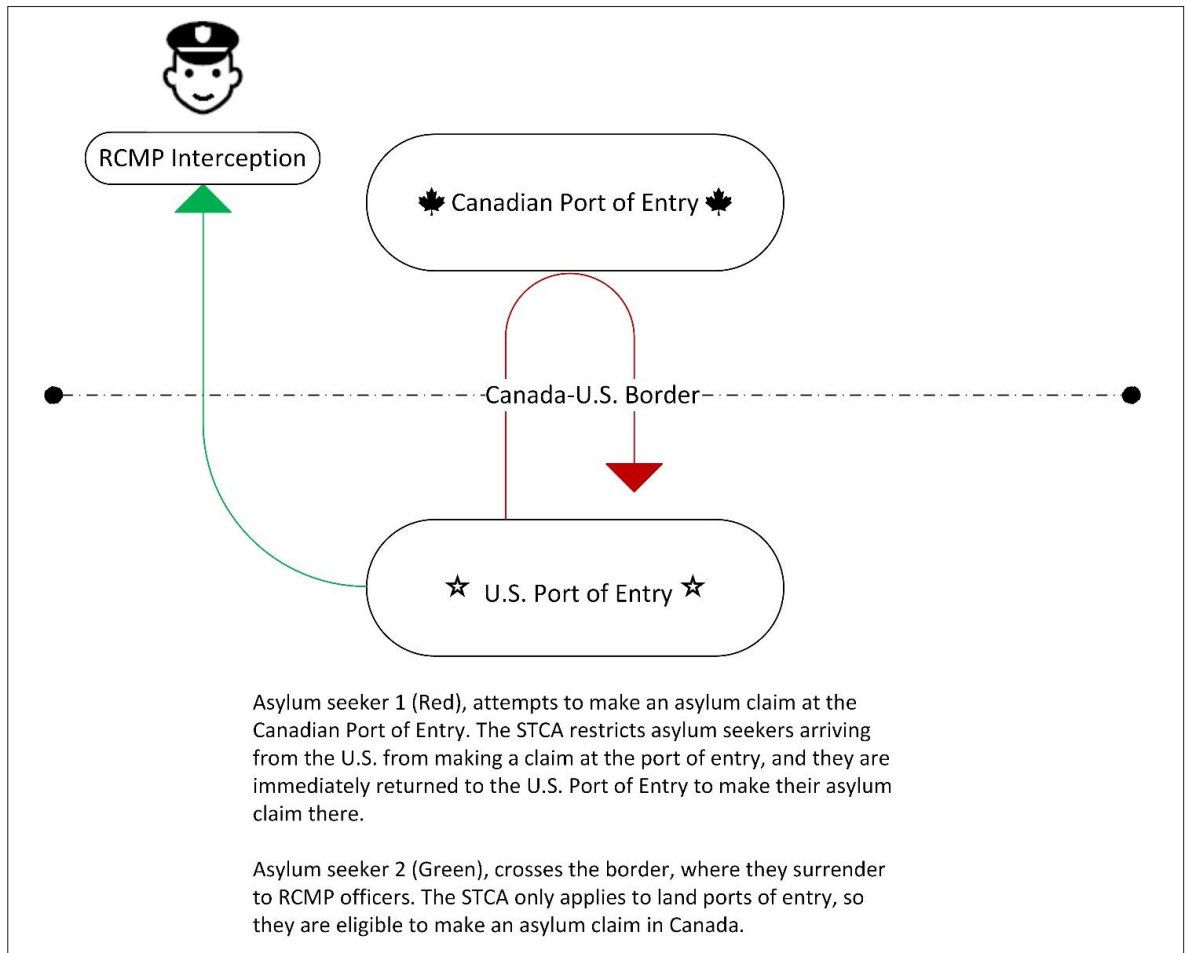 RCMP Interception
Canadian Port of Entry
Canada-U.S. Border
U.S. Port of Entry
Asylum seeker 1 (Red), attempts to make an asylum claim at the
Canadian Port of Entry. The STCA restricts asylum seekers arriving
from the U.S. from making a claim at the port of entry, and they are
immediately returned to the U.S. Port of Entry to make their asylum
claim there.
Asylum seeker 2 (Green), crosses the border, where they surrender
to RCMP officers. The STCA only applies to land ports of entry, so
they are eligible to make an asylum claim in Canada.